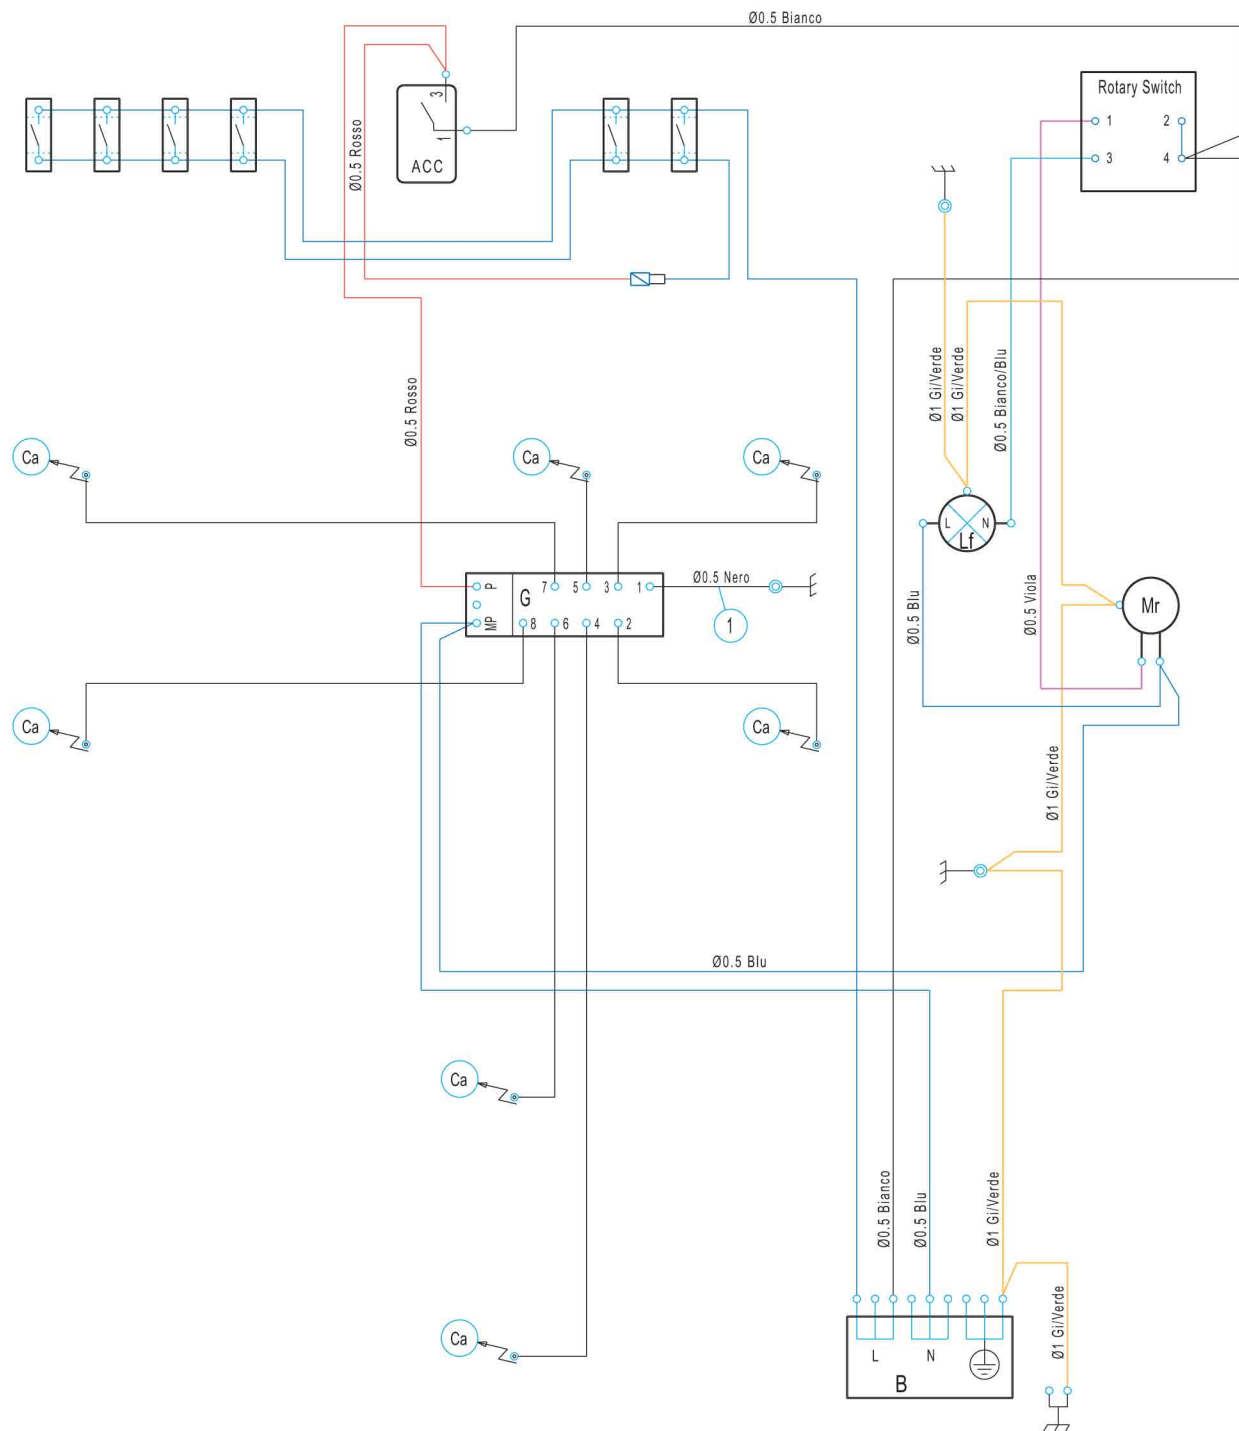 Ø0.5 Bianco
Rotary Switch
1 2
3 4
3
1
ACC
Ø0.5 Rosso
Ø0.5 Rosso
Ø1 Gi/Verde
Ø1 Gi/Verde
Ø0.5 Bianco/Blu
Ca
Ca
Ca
L N
Lf
P
MP
G
7 5 3 1
8 6 4 2
Ø0.5 Nero
1
Ø0.5 Blu
Ø0.5 Viola
Mr
Ca
Ca
Ø1 Gi/Verde
Ø0.5 Blu
Ca
Ø0.5 Bianco
Ø0.5 Blu
Ø1 Gi/Verde
Ø1 Gi/Verde
Ca
L N
B